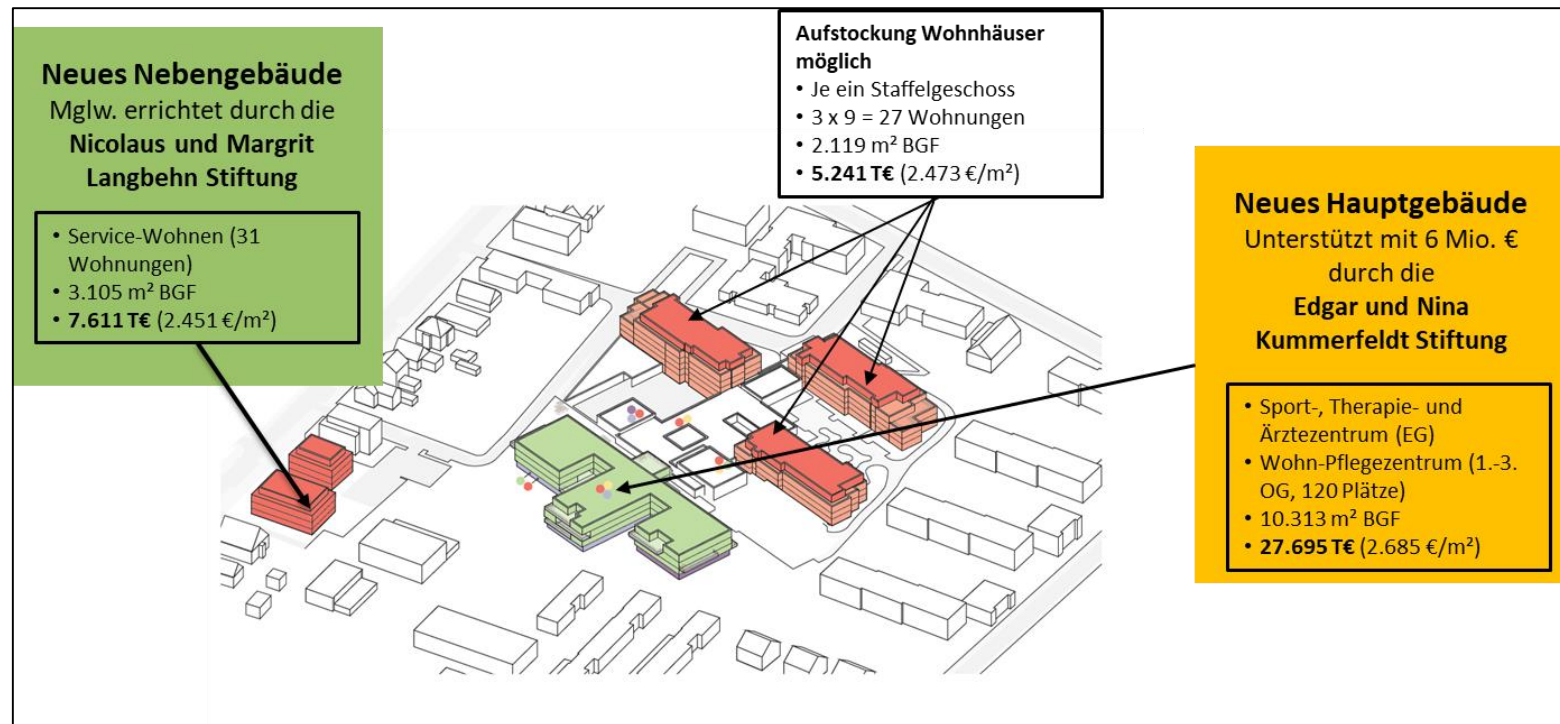 Neues Nebengebäude
Mglw. errichtet durch die
Nicolaus und Margrit
Langbehn Stiftung
• Service-Wohnen (31
Wohnungen)
• 3.105 m² BGF
• 7.611 T€ (2.451 €/m²)
Aufstockung Wohnhäuser
möglich
• Je ein Staffelgeschoss
• 3 x 9 = 27 Wohnungen
• 2.119 m² BGF
• 5.241 T€ (2.473 €/m²)
Neues Hauptgebäude
Unterstützt mit 6 Mio. €
durch die
Edgar und Nina
Kummerfeldt Stiftung
• Sport-, Therapie- und
Ärztezentrum (EG)
• Wohn-Pflegezentrum (1.-3.
OG, 120 Plätze)
• 10.313 m² BGF
• 27.695 T€ (2.685 €/m²)